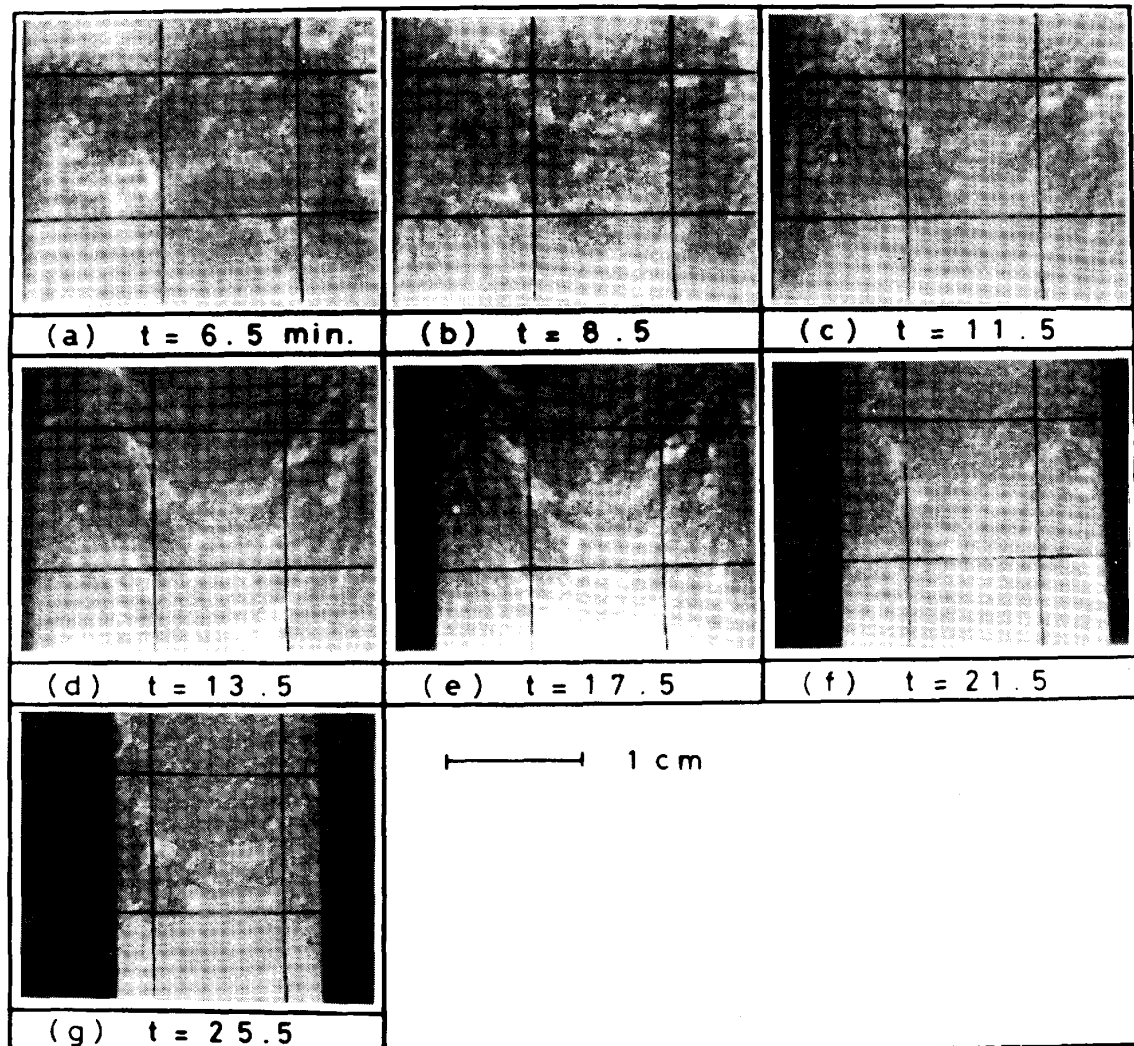 (a) t = 6.5 min.
(b) t = 8.5
(c) t = 11.5
(d) t = 13.5
(e) t = 17.5
(f) t = 21.5
(g) t = 25.5
1 cm